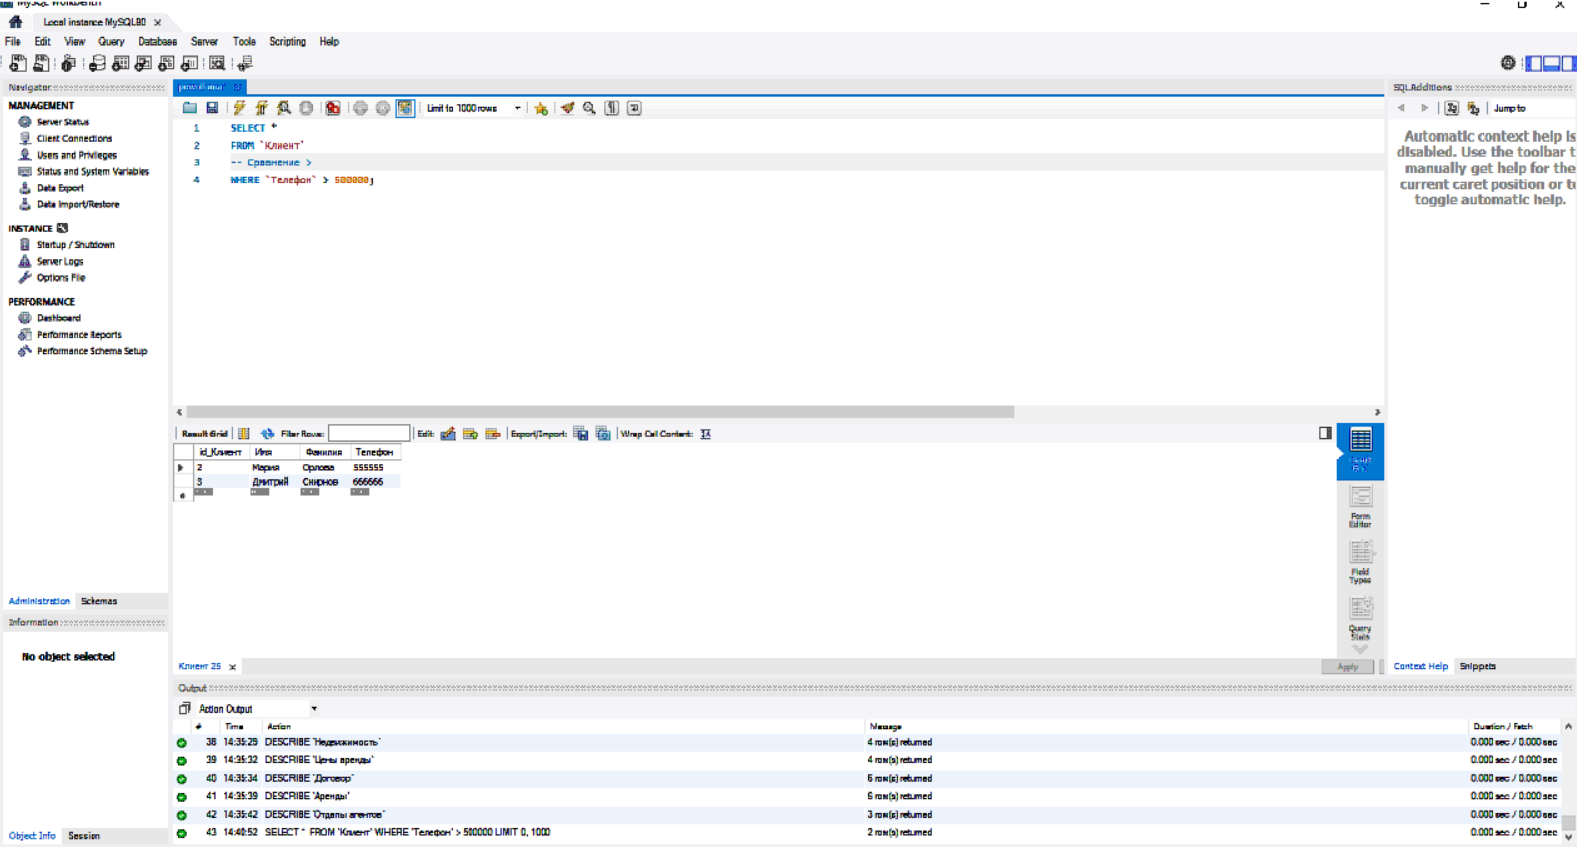 MySQL Workbench
Local instance MySQL80 ×
File Edit View Query Database Server Tools Scripting Help
Navigator
MANAGEMENT
Server Status
Client Connections
Users and Privileges
Status and System Variables
Data Export
Data Import/Restore
INSTANCE
Startup / Shutdown
Server Logs
Options File
PERFORMANCE
Dashboard
Performance Reports
Performance Schema Setup
Administration Schemas
Information
No object selected
Object Info Session
Limit to 1000 rows
1 SELECT *
2 FROM `Клиент`
3 -- Сравнение >
4 WHERE `Телефон` > 500000;
Result Grid Filter Rows: Edit: Export/Import: Wrap Cell Content:
id_Клиент Имя Фамилия Телефон
2 Мария Орлова 555555
3 Дмитрий Смирнов 666666
Form Editor
Field Types
Query Stats
Клиент 25 ×
Apply
SQLAdditions
Jump to
Automatic context help is
disabled. Use the toolbar t
manually get help for the
current caret position or to
toggle automatic help.
Context Help Snippets
Output
Action Output
# Time Action Message Duration / Fetch
38 14:35:29 DESCRIBE `Недвижимость` 4 row(s) returned 0.000 sec / 0.000 sec
39 14:35:32 DESCRIBE `Цены аренды` 4 row(s) returned 0.000 sec / 0.000 sec
40 14:35:34 DESCRIBE `Договор` 6 row(s) returned 0.000 sec / 0.000 sec
41 14:35:39 DESCRIBE `Аренды` 6 row(s) returned 0.000 sec / 0.000 sec
42 14:35:42 DESCRIBE `Отделы агентов` 3 row(s) returned 0.000 sec / 0.000 sec
43 14:40:52 SELECT * FROM `Клиент` WHERE `Телефон` > 500000 LIMIT 0, 1000 2 row(s) returned 0.000 sec / 0.000 sec